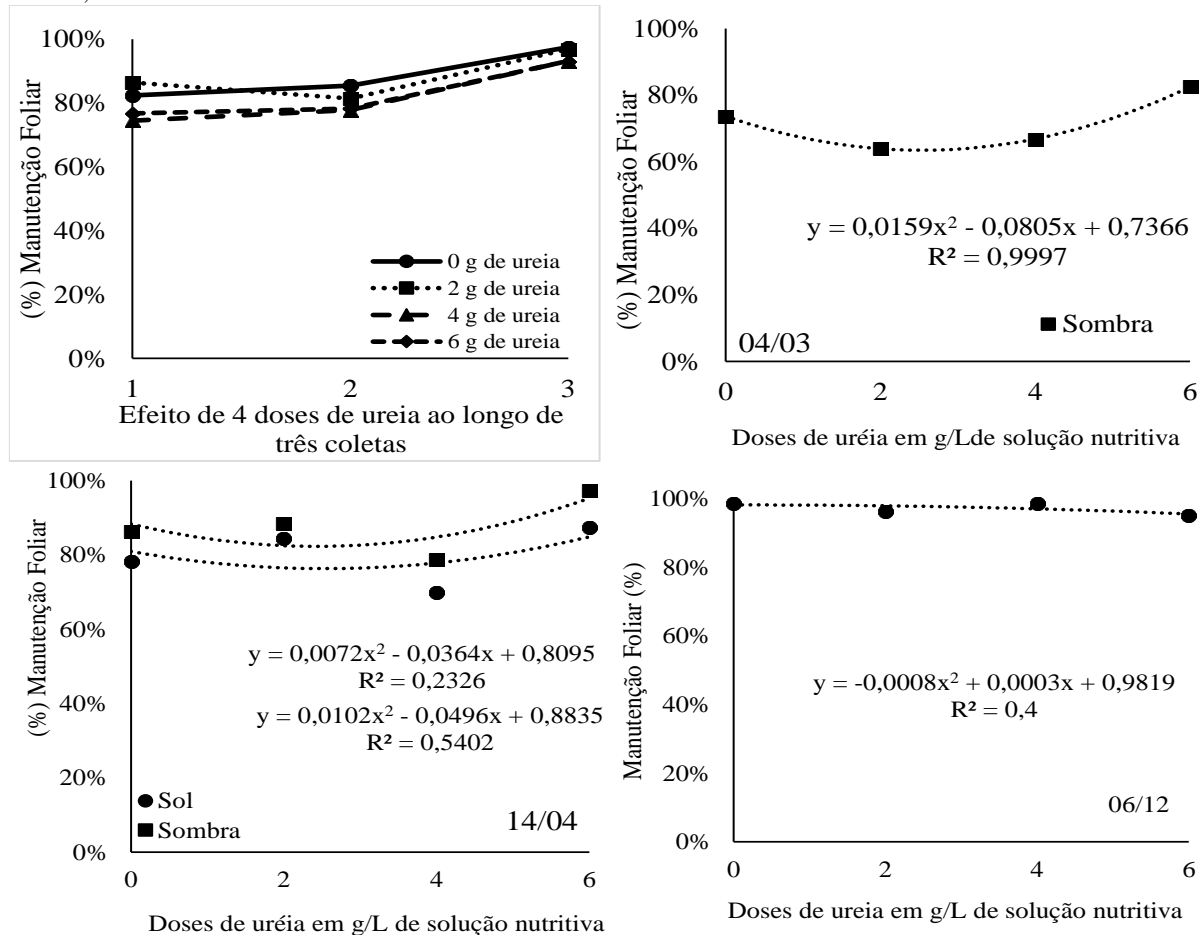 100%
80%
60%
40%
20%
0%
(%) Manutenção Foliar
0 g de ureia
2 g de ureia
4 g de ureia
6 g de ureia
1 2 3
Efeito de 4 doses de ureia ao longo de
três coletas
100%
80%
60%
40%
20%
0%
(%) Manutenção Foliar
y = 0,0159x² - 0,0805x + 0,7366
R² = 0,9997
Sombra
04/03
0 2 4 6
Doses de uréia em g/Lde solução nutritiva
100%
80%
60%
40%
20%
0%
(%) Manutenção Foliar
y = 0,0072x² - 0,0364x + 0,8095
R² = 0,2326
y = 0,0102x² - 0,0496x + 0,8835
R² = 0,5402
Sol
Sombra
14/04
0 2 4 6
Doses de uréia em g/L de solução nutritiva
100%
80%
60%
40%
20%
0%
Manutenção Foliar (%)
y = -0,0008x² + 0,0003x + 0,9819
R² = 0,4
06/12
0 2 4 6
Doses de ureia em g/L de solução nutritiva